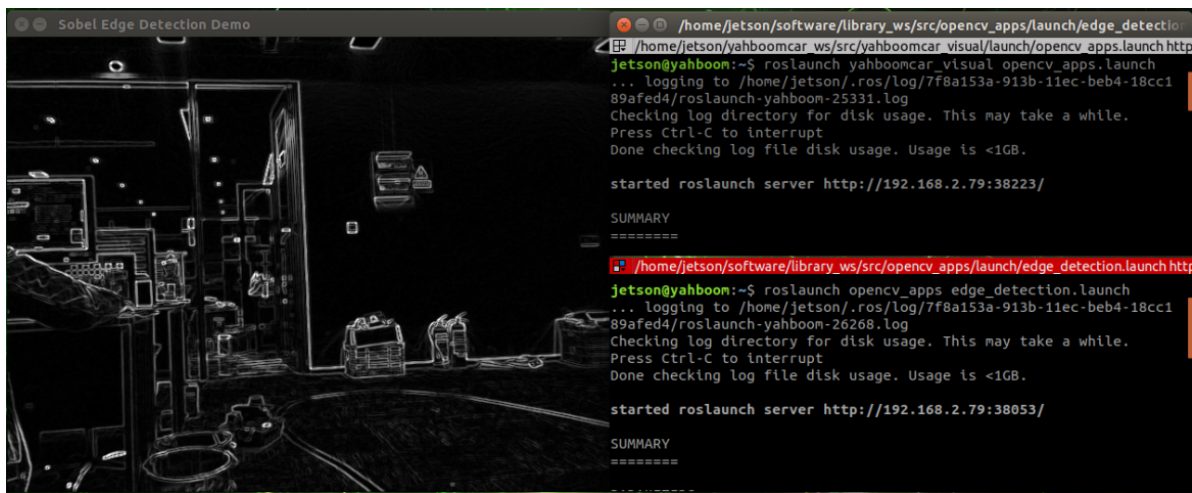 Sobel Edge Detection Demo
/home/jetson/software/library_ws/src/opencv_apps/launch/edge_detection
/home/jetson/yahboomcar_ws/src/yahboomcar_visual/launch/opencv_apps.launch http
jetson@yahboom:~$ roslaunch yahboomcar_visual opencv_apps.launch
... logging to /home/jetson/.ros/log/7f8a153a-913b-11ec-beb4-18cc1
89afed4/roslaunch-yahboom-25331.log
Checking log directory for disk usage. This may take a while.
Press Ctrl-C to interrupt
Done checking log file disk usage. Usage is <1GB.
started roslaunch server http://192.168.2.79:38223/
SUMMARY
========
/home/jetson/software/library_ws/src/opencv_apps/launch/edge_detection.launch http
jetson@yahboom:~$ roslaunch opencv_apps edge_detection.launch
... logging to /home/jetson/.ros/log/7f8a153a-913b-11ec-beb4-18cc1
89afed4/roslaunch-yahboom-26268.log
Checking log directory for disk usage. This may take a while.
Press Ctrl-C to interrupt
Done checking log file disk usage. Usage is <1GB.
started roslaunch server http://192.168.2.79:38053/
SUMMARY
========